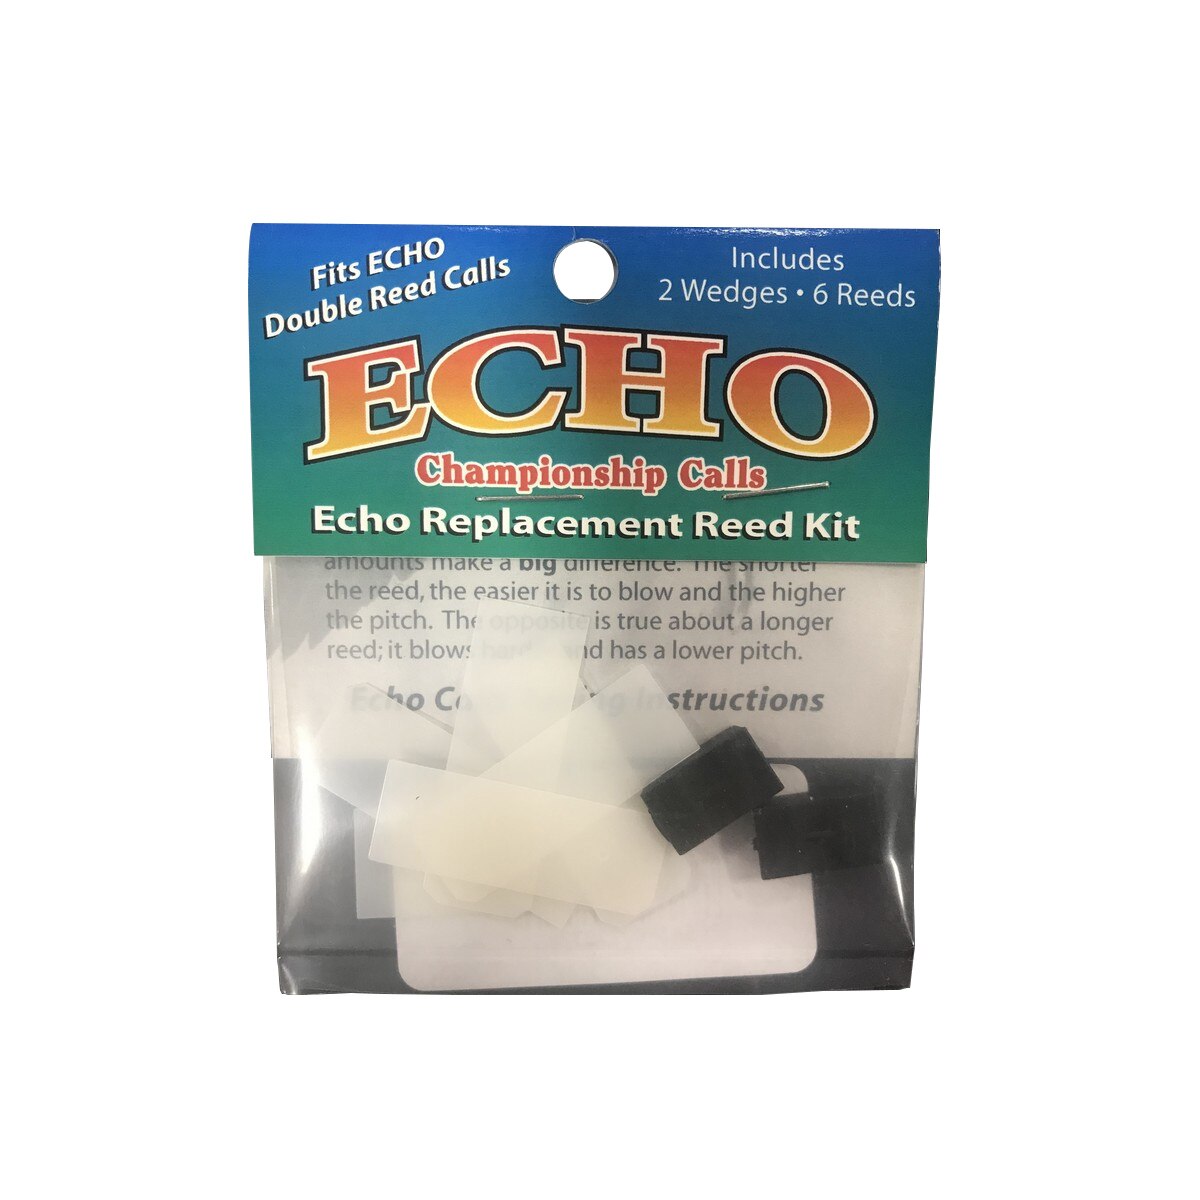 Fits ECHO
Double Reed Calls
Includes
2 Wedges • 6 Reeds
ECHO
Championship Calls
Echo Replacement Reed Kit
amounts make a big difference. The shorter
the reed, the easier it is to blow and the higher
the pitch. The opposite is true about a longer
reed; it blows and has a lower pitch.
Echo Instructions